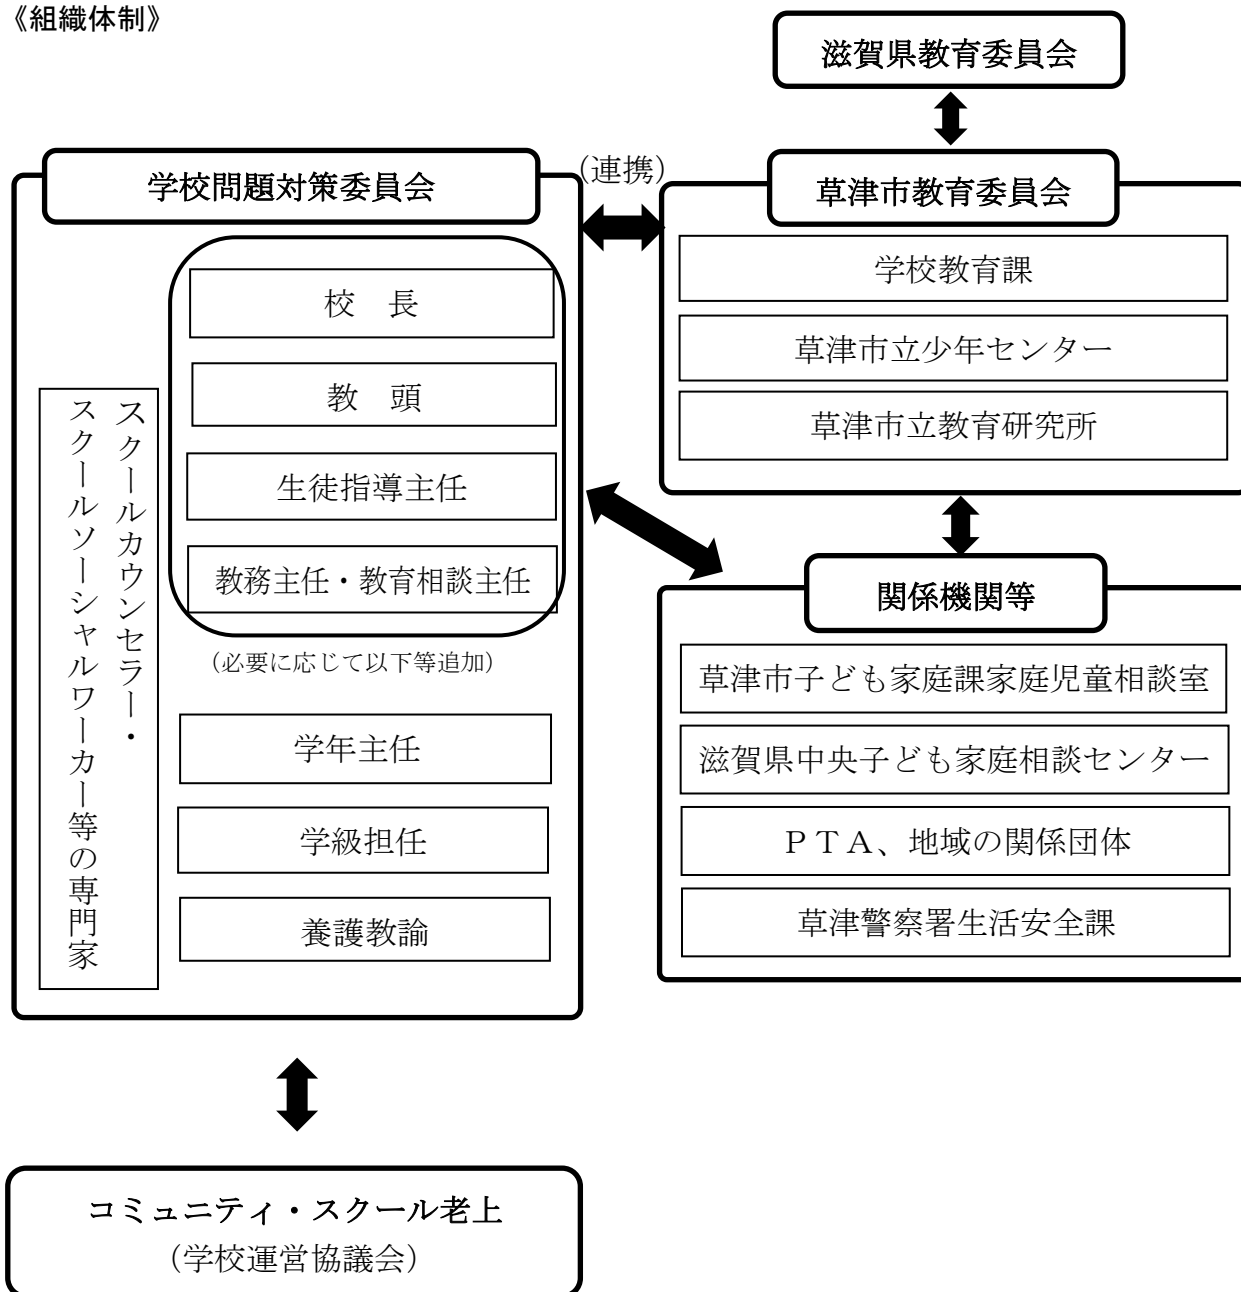 《組織体制》
滋賀県教育委員会
学校問題対策委員会
(連携)
草津市教育委員会
校　長
教　頭
生徒指導主任
教務主任・教育相談主任
（必要に応じて以下等追加）
学年主任
学級担任
養護教諭
スクールカウンセラー・
スクールソーシャルワーカー等の専門家
学校教育課
草津市立少年センター
草津市立教育研究所
関係機関等
草津市子ども家庭課家庭児童相談室
滋賀県中央子ども家庭相談センター
ＰＴＡ、地域の関係団体
草津警察署生活安全課
コミュニティ・スクール老上
（学校運営協議会）